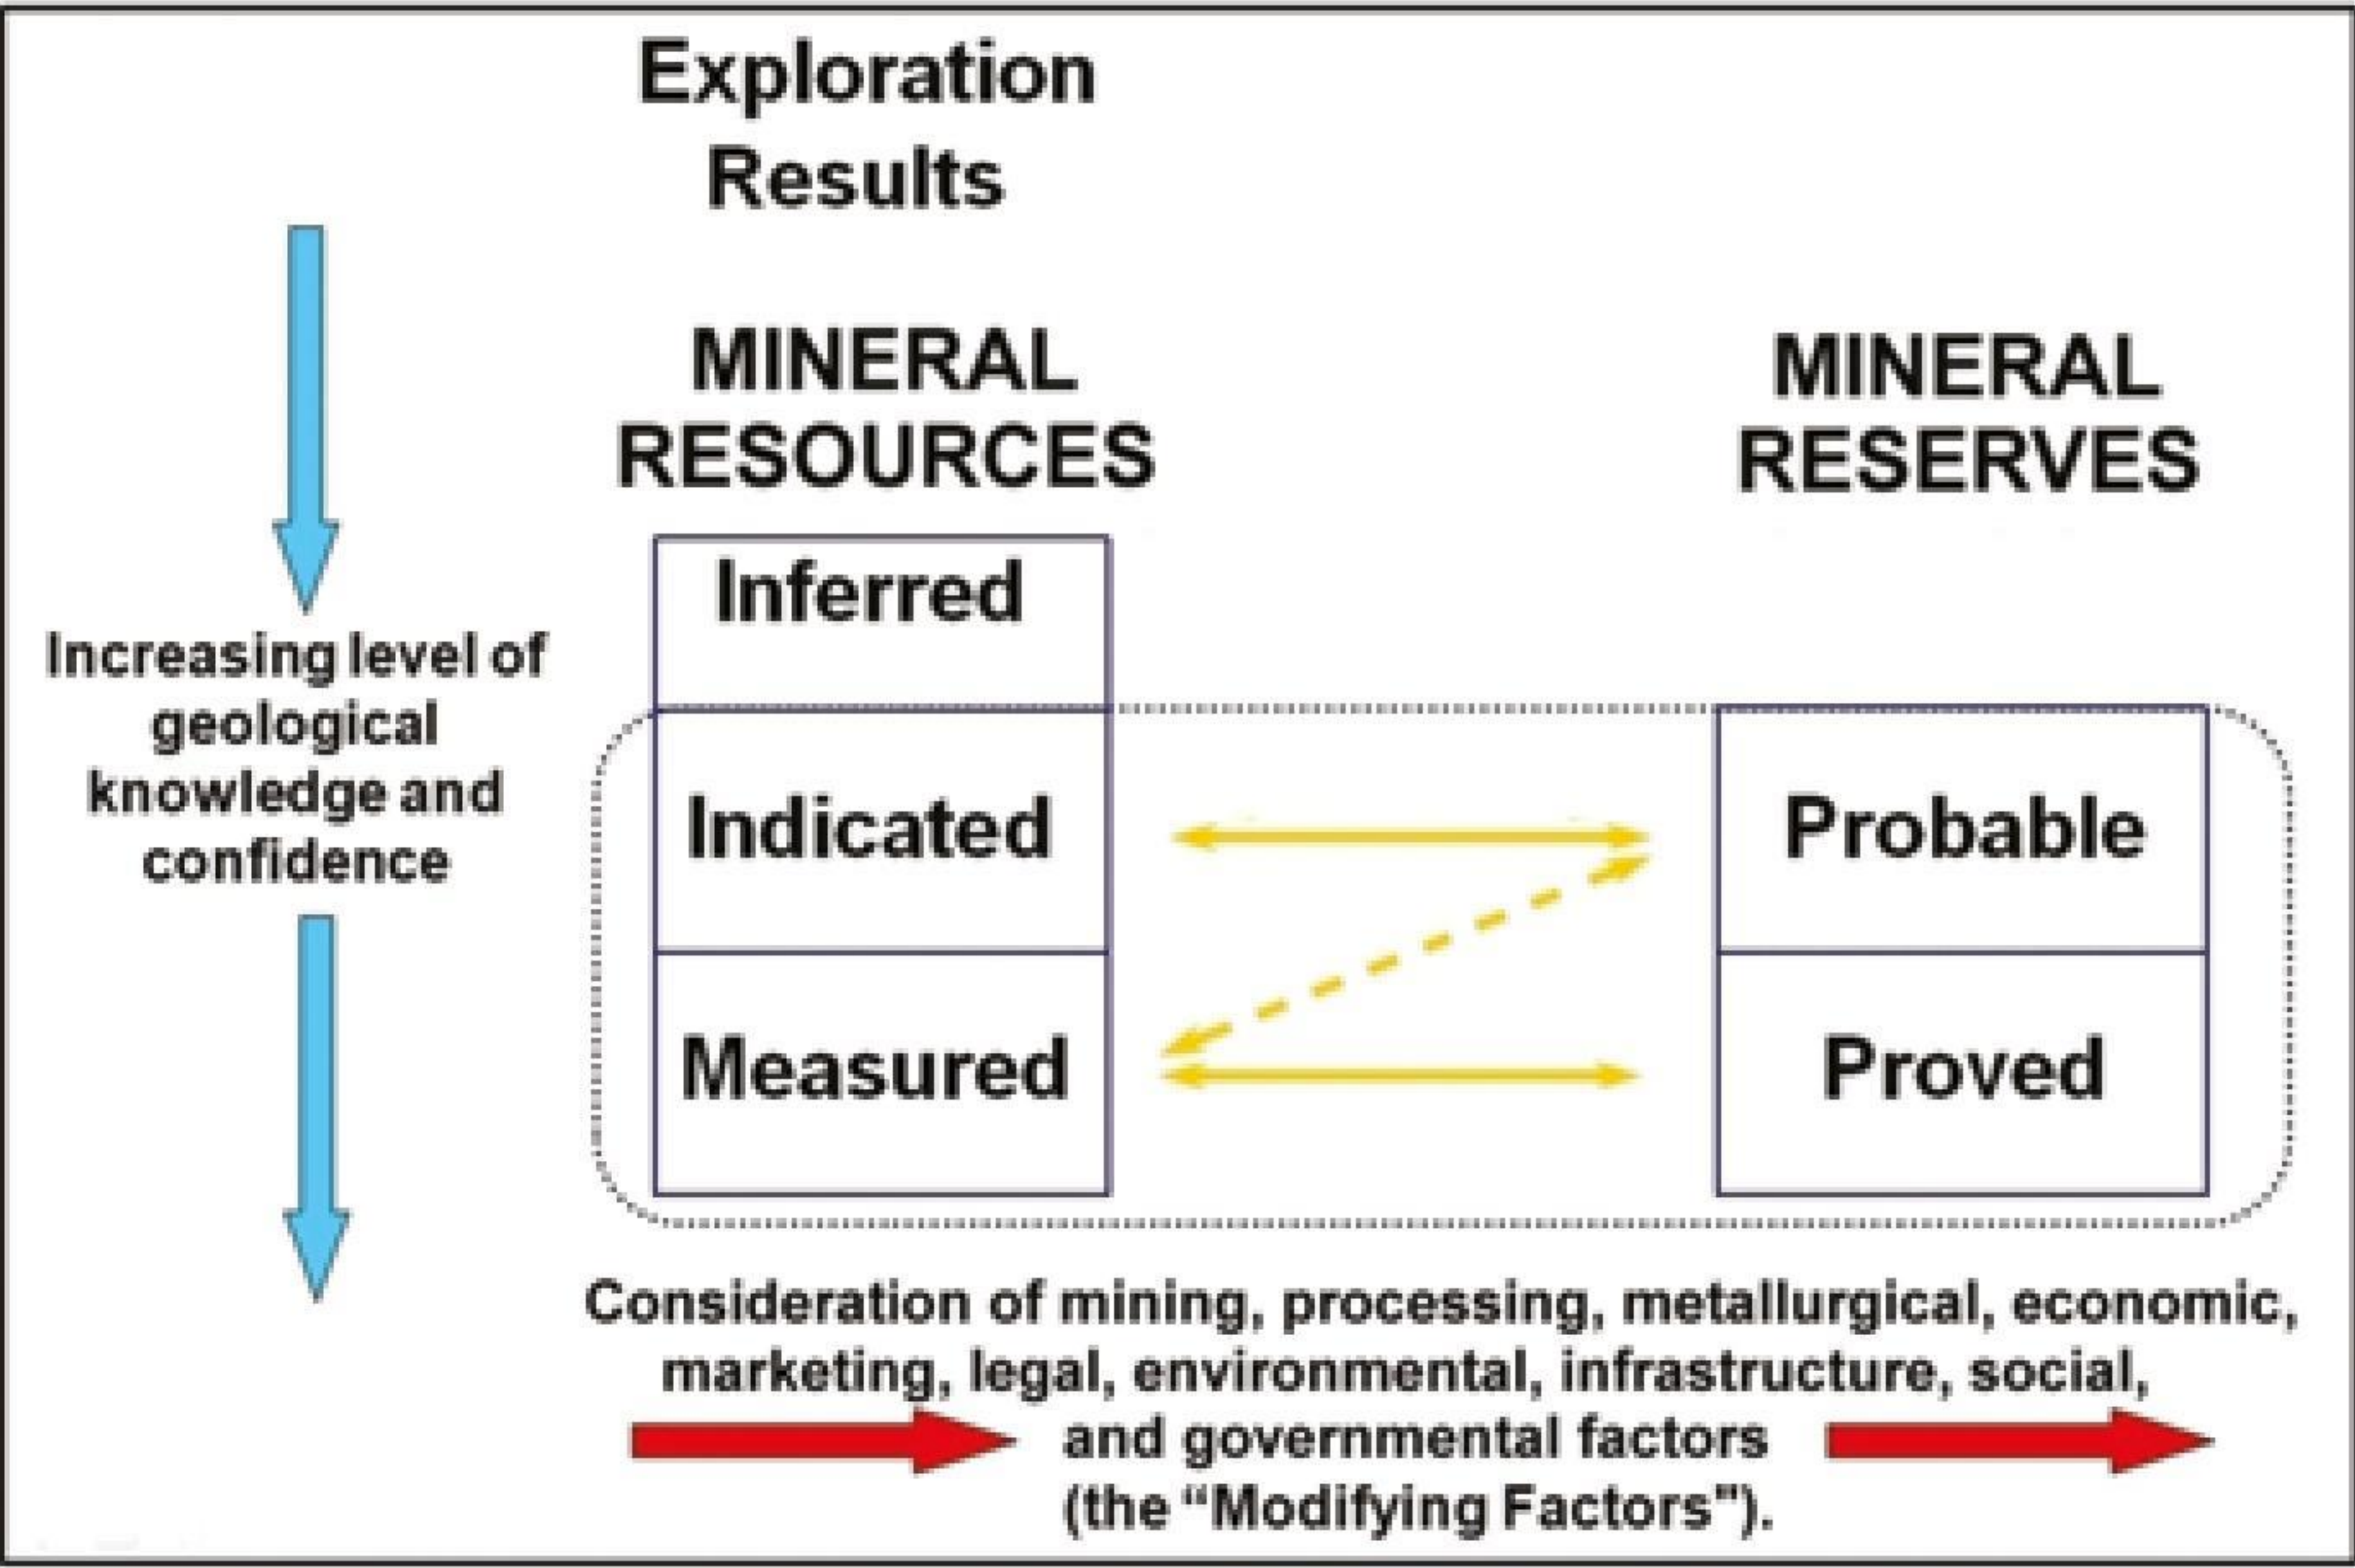 Exploration
Results
MINERAL
RESOURCES
MINERAL
RESERVES
Inferred
Increasing level of
geological
knowledge and
confidence
Indicated
Probable
Measured
Proved
Consideration of mining, processing, metallurgical, economic,
marketing, legal, environmental, infrastructure, social,
and governmental factors
(the “Modifying Factors").